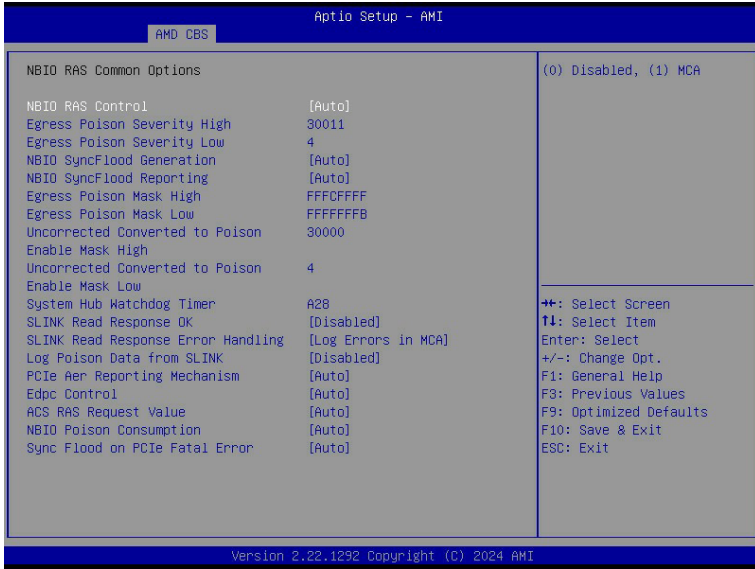 Aptio Setup - AMI
AMD CBS
NBIO RAS Common Options
(0) Disabled, (1) MCA
NBIO RAS Control [Auto]
Egress Poison Severity High 30011
Egress Poison Severity Low 4
NBIO SyncFlood Generation [Auto]
NBIO SyncFlood Reporting [Auto]
Egress Poison Mask High FFFCFFFF
Egress Poison Mask Low FFFFFFFB
Uncorrected Converted to Poison 30000
Enable Mask High
Uncorrected Converted to Poison 4
Enable Mask Low
System Hub Watchdog Timer A28
SLINK Read Response OK [Disabled]
SLINK Read Response Error Handling [Log Errors in MCA]
Log Poison Data from SLINK [Disabled]
PCIe Aer Reporting Mechanism [Auto]
Edpc Control [Auto]
ACS RAS Request Value [Auto]
NBIO Poison Consumption [Auto]
Sync Flood on PCIe Fatal Error [Auto]
→←: Select Screen
↑↓: Select Item
Enter: Select
+/-: Change Opt.
F1: General Help
F3: Previous Values
F9: Optimized Defaults
F10: Save & Exit
ESC: Exit
Version 2.22.1292 Copyright (C) 2024 AMI